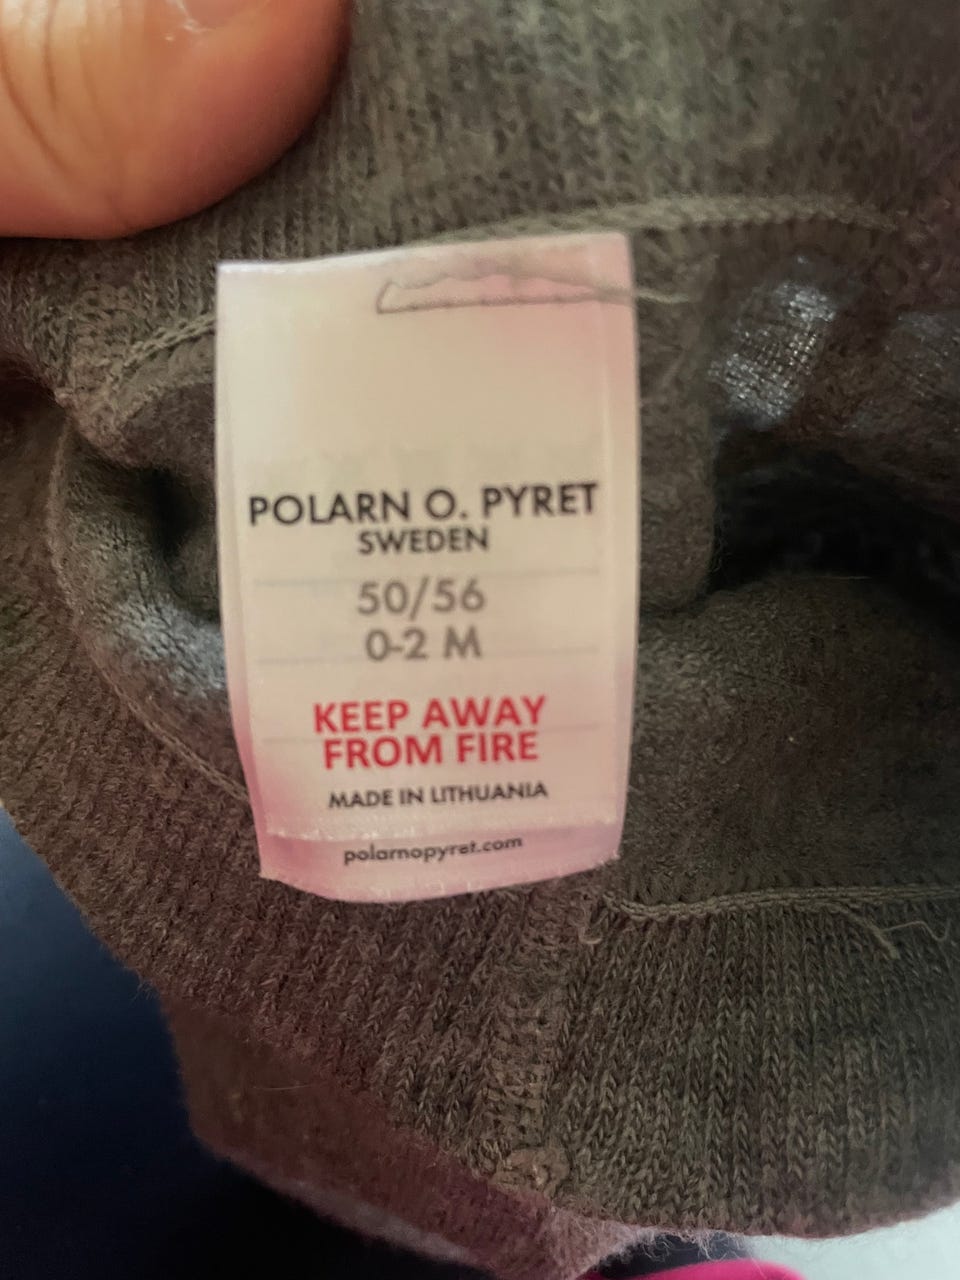 POLARN O. PYRET
SWEDEN
50/56
0-2 M
KEEP AWAY
FROM FIRE
MADE IN LITHUANIA
polarnopyret.com